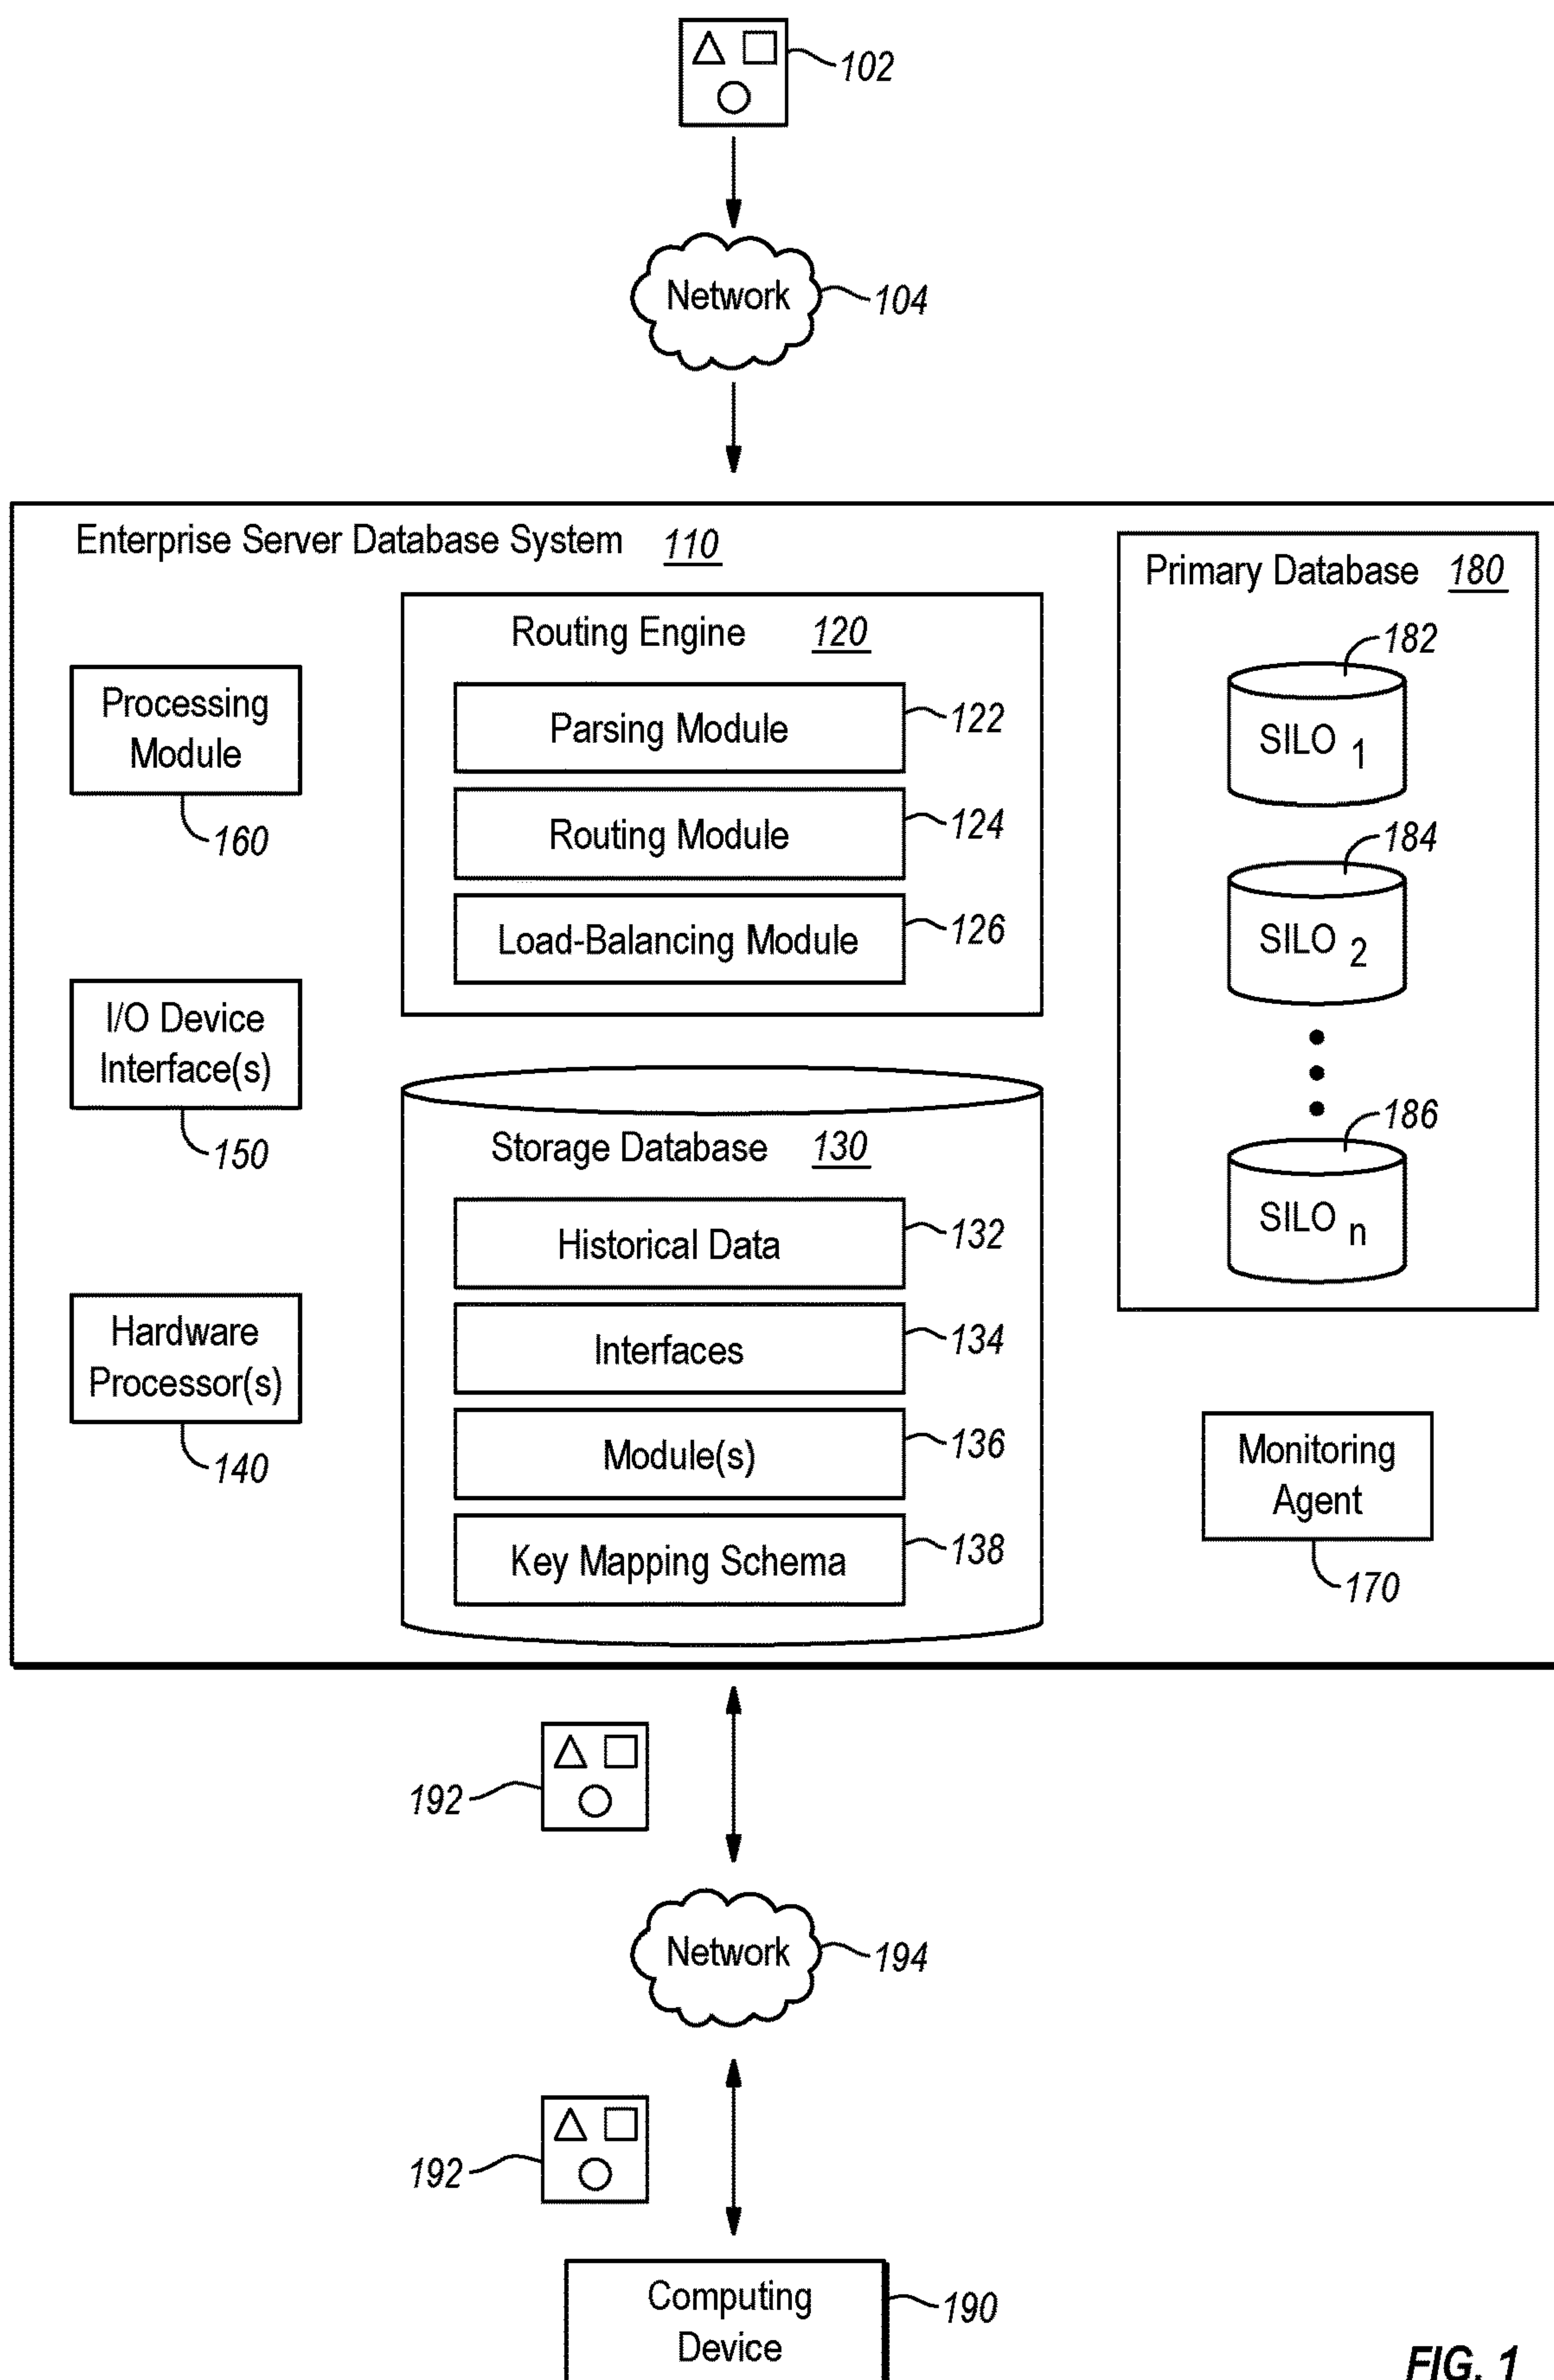 102
Network
104
Enterprise Server Database System 110
Primary Database 180
Routing Engine 120
Parsing Module
122
Routing Module
124
Load-Balancing Module
126
Processing
Module
160
I/O Device
Interface(s)
150
Hardware
Processor(s)
140
Storage Database 130
Historical Data
132
Interfaces
134
Module(s)
136
Key Mapping Schema
138
182
SILO 1
184
SILO 2
186
SILO n
Monitoring
Agent
170
192
Network
194
192
Computing
Device
190
FIG. 1